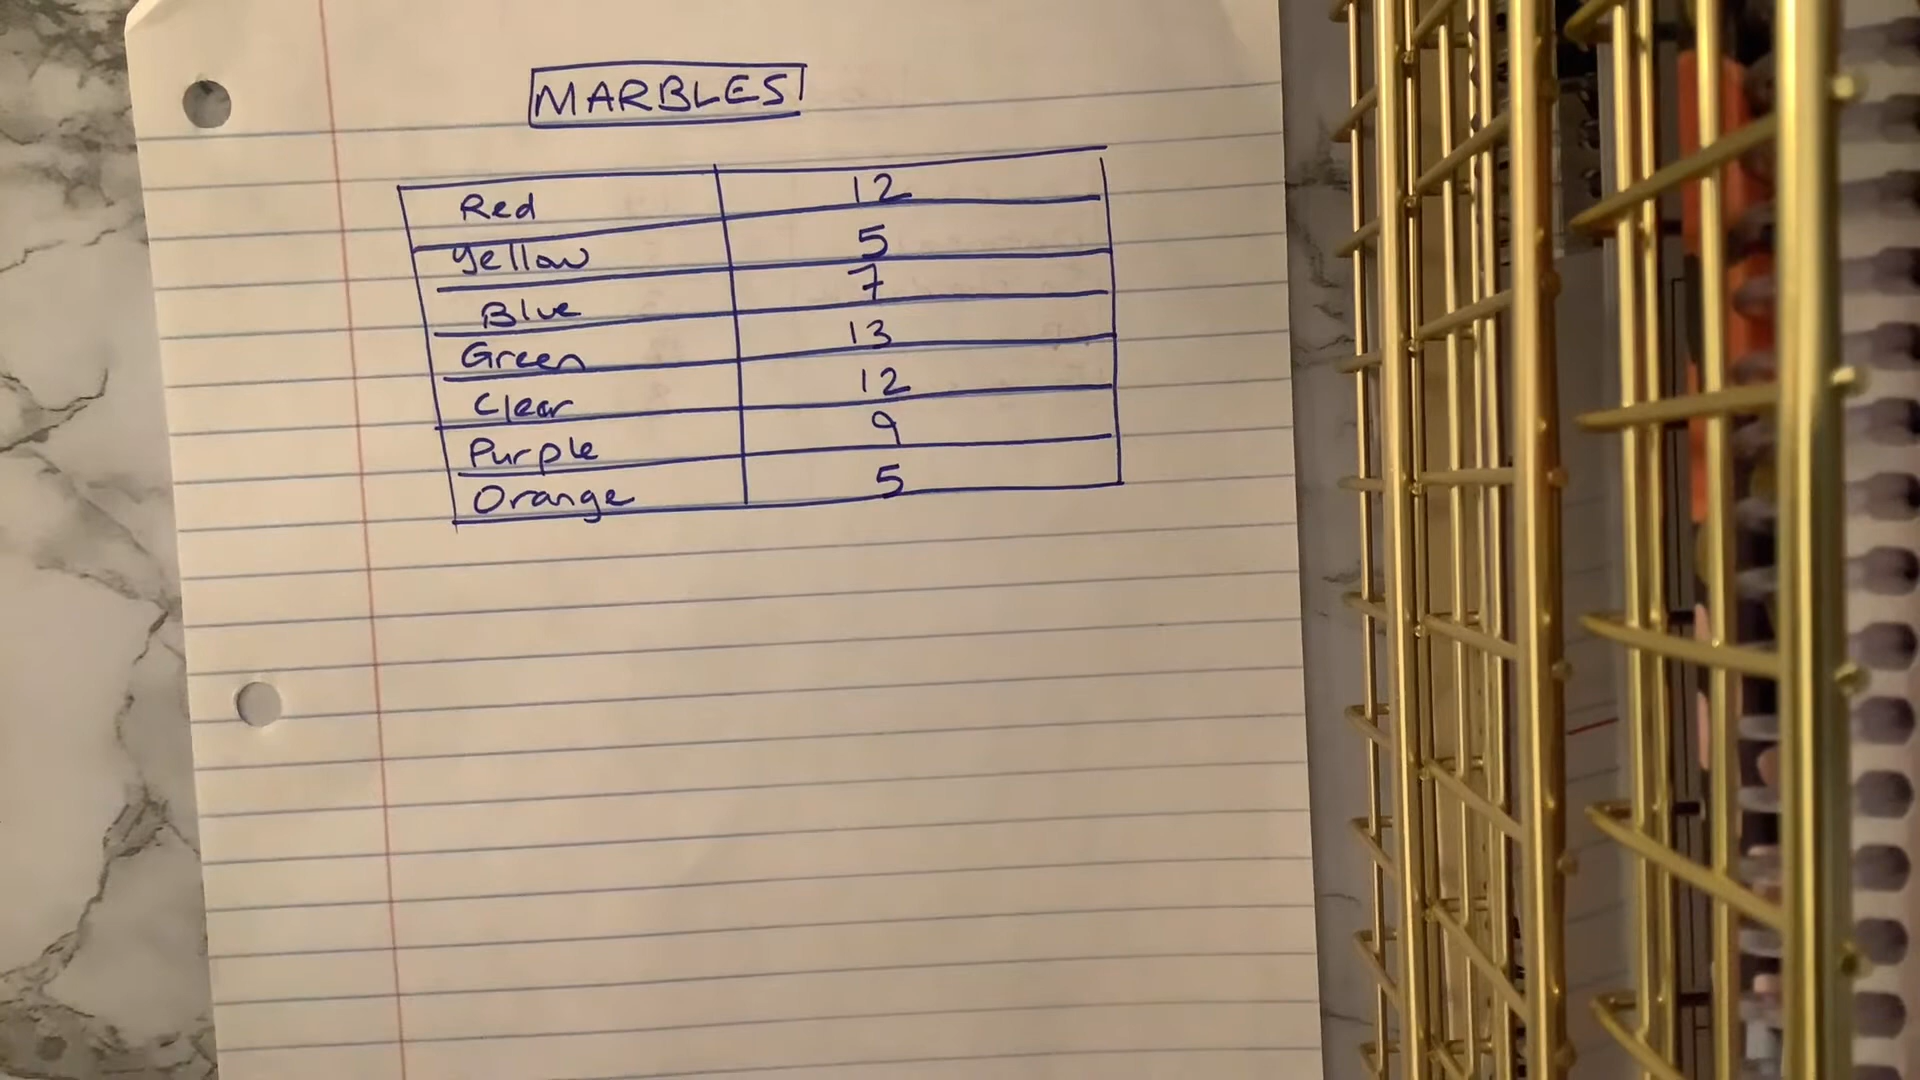 MARBLES
Red 12
Yellow 5
Blue 7
Green 13
Clear 12
Purple 9
Orange 5